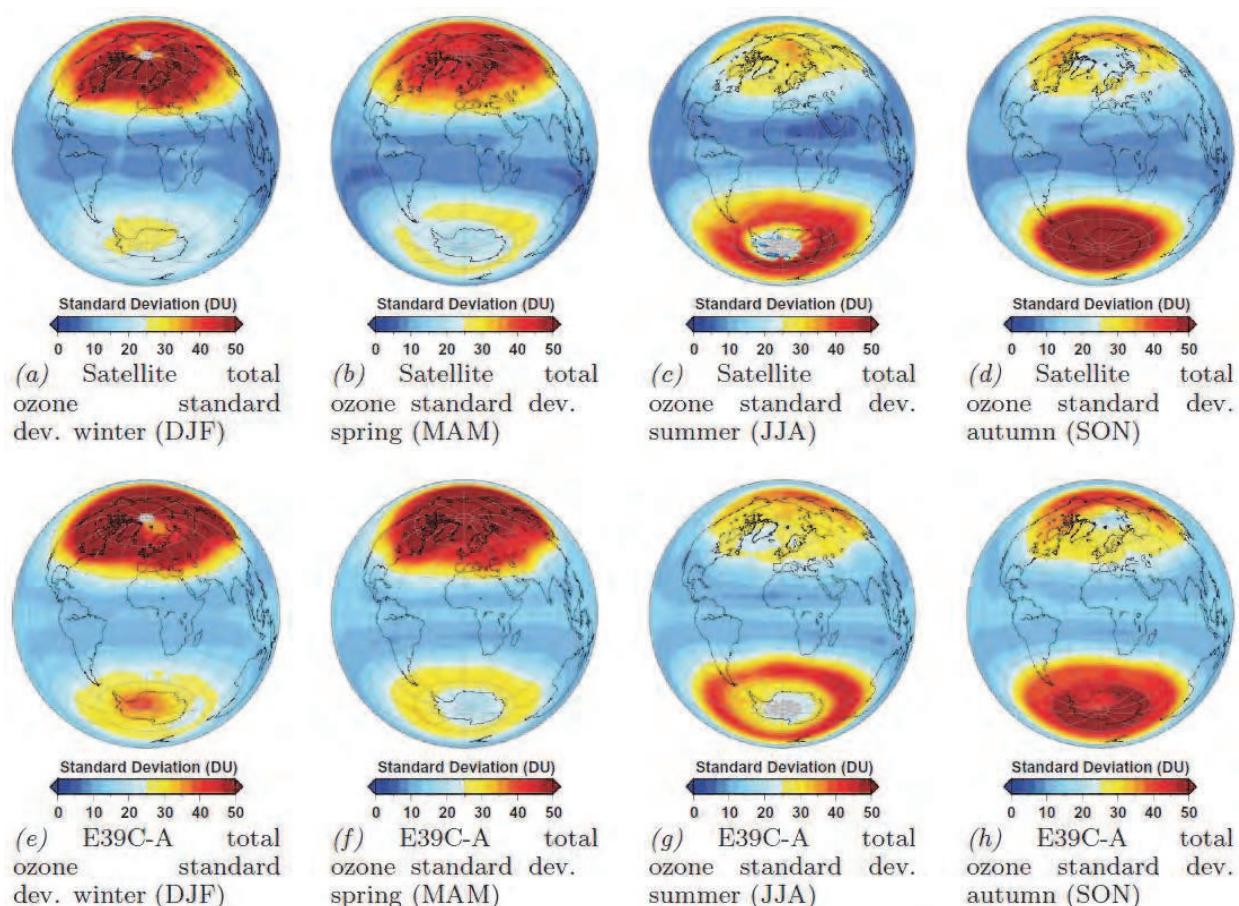 Standard Deviation (DU) Standard Deviation (DU) Standard Deviation (DU) Standard Deviation (DU)
0 10 20 30 40 50 0 10 20 30 40 50 0 10 20 30 40 50 0 10 20 30 40 50
(a) Satellite total
ozone standard
dev. winter (DJF)
(b) Satellite total
ozone standard dev.
spring (MAM)
(c) Satellite total
ozone standard dev.
summer (JJA)
(d) Satellite total
ozone standard dev.
autumn (SON)
Standard Deviation (DU) Standard Deviation (DU) Standard Deviation (DU) Standard Deviation (DU)
0 10 20 30 40 50 0 10 20 30 40 50 0 10 20 30 40 50 0 10 20 30 40 50
(e) E39C-A total
ozone standard
dev. winter (DJF)
(f) E39C-A total
ozone standard dev.
spring (MAM)
(g) E39C-A total
ozone standard dev.
summer (JJA)
(h) E39C-A total
ozone standard dev.
autumn (SON)